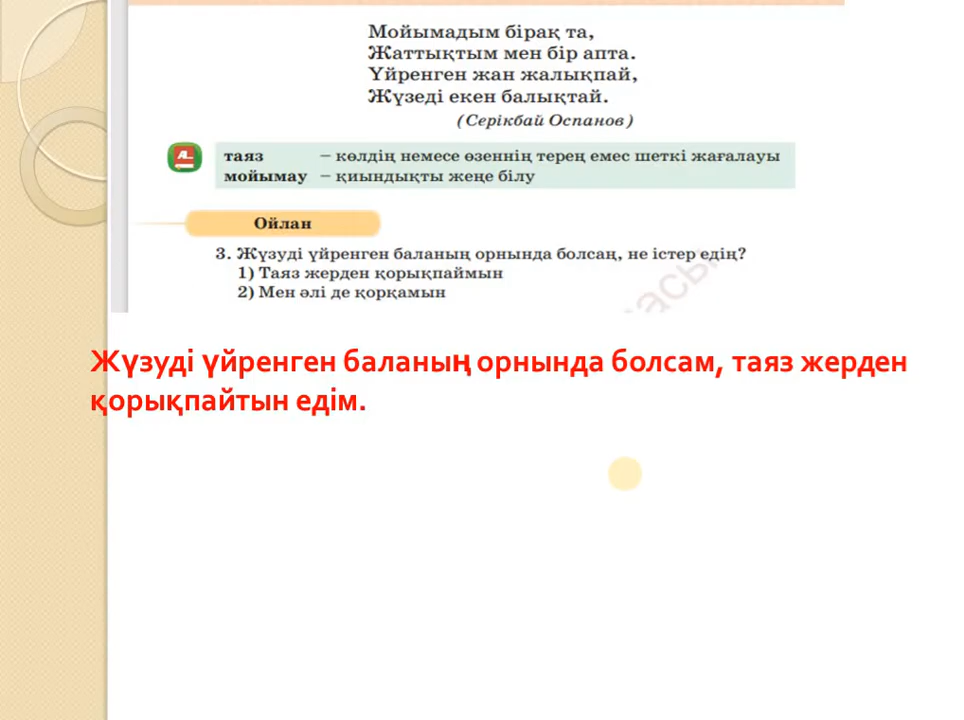 Мойымадым бірақ та,
Жаттықтым мен бір апта.
Үйренген жан жалықпай,
Жүзеді екен балықтай.
(Серікбай Оспанов)
таяз – көлдің немесе өзеннің терең емес шеткі жағалауы
мойымау – қиындықты жеңе білу
Ойлан
3. Жүзуді үйренген баланың орнында болсаң, не істер едің?
1) Таяз жерден қорықпаймын
2) Мен әлі де қорқамын
Жүзуді үйренген баланың орнында болсам, таяз жерден
қорықпайтын едім.